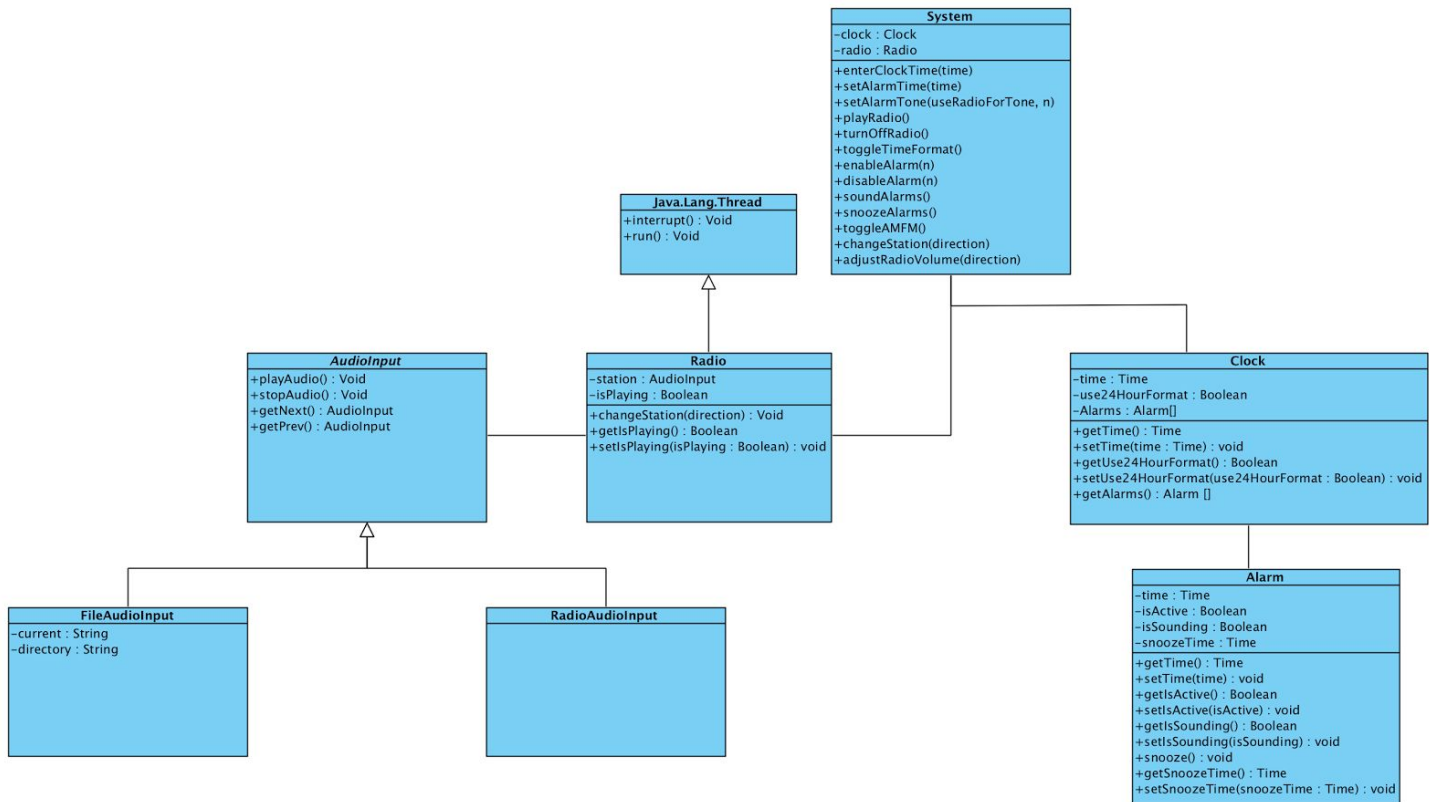 System
-clock : Clock
-radio : Radio
+enterClockTime(time)
+setAlarmTime(time)
+setAlarmTone(useRadioForTone, n)
+playRadio()
+turnOffRadio()
+toggleTimeFormat()
+enableAlarm(n)
+disableAlarm(n)
+soundAlarms()
+snoozeAlarms()
+toggleAMFM()
+changeStation(direction)
+adjustRadioVolume(direction)
Java.Lang.Thread
+interrupt() : Void
+run() : Void
AudioInput
+playAudio() : Void
+stopAudio() : Void
+getNext() : AudioInput
+getPrev() : AudioInput
Radio
-station : AudioInput
-isPlaying : Boolean
+changeStation(direction) : Void
+getIsPlaying() : Boolean
+setIsPlaying(isPlaying : Boolean) : void
Clock
-time : Time
-use24HourFormat : Boolean
-Alarms : Alarm[]
+getTime() : Time
+setTime(time : Time) : void
+getUse24HourFormat() : Boolean
+setUse24HourFormat(use24HourFormat : Boolean) : void
+getAlarms() : Alarm []
FileAudioInput
-current : String
-directory : String
RadioAudioInput
Alarm
-time : Time
-isActive : Boolean
-isSounding : Boolean
-snoozeTime : Time
+getTime() : Time
+setTime(time) : void
+getIsActive() : Boolean
+setIsActive(isActive) : void
+getIsSounding() : Boolean
+setIsSounding(isSounding) : void
+snooze() : void
+getSnoozeTime() : Time
+setSnoozeTime(snoozeTime : Time) : void